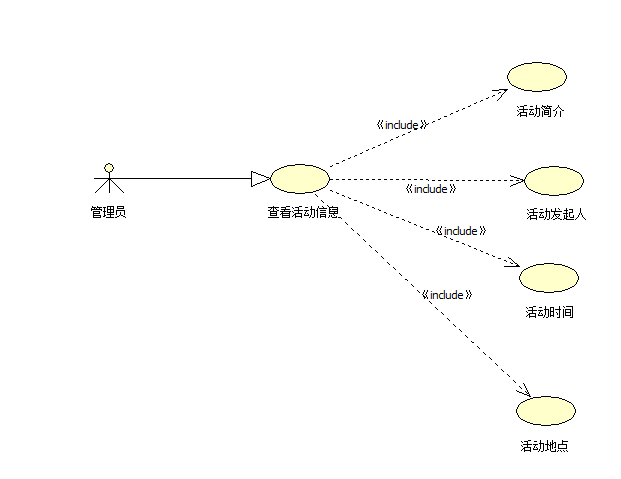 《include》
活动简介
《include》
活动发起人
管理员
查看活动信息
《include》
《include》
活动时间
活动地点